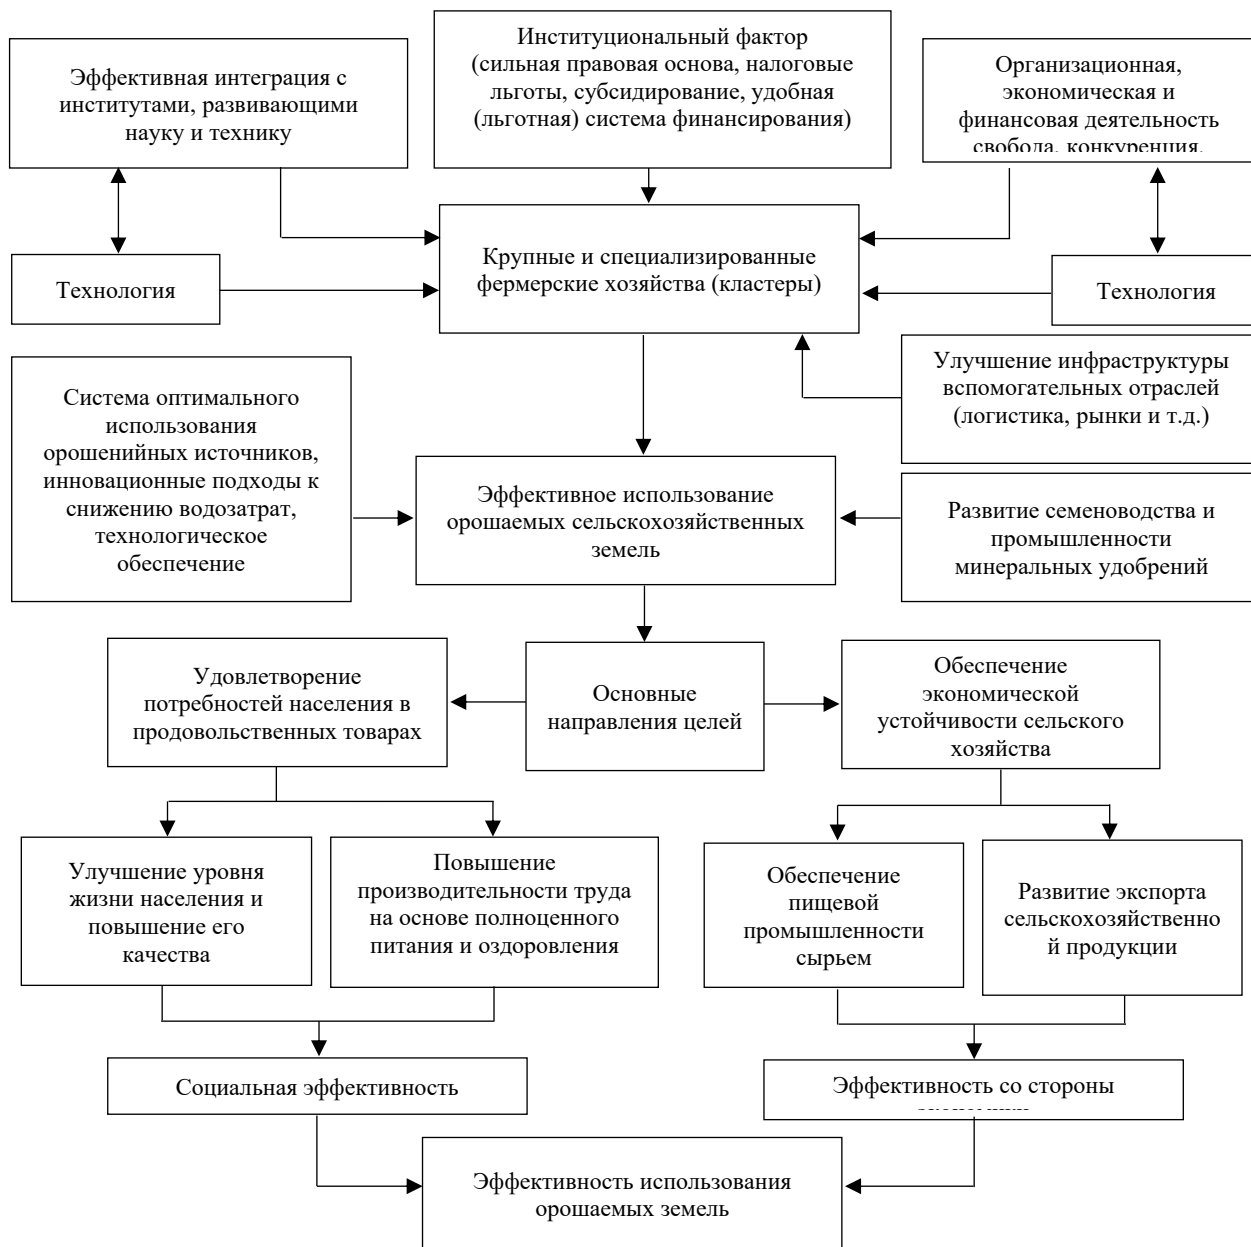 Эффективная интеграция с
институтами, развивающими
науку и технику
Институциональный фактор
(сильная правовая основа, налоговые
льготы, субсидирование, удобная
(льготная) система финансирования)
Организационная,
экономическая и
финансовая деятельность
свобода, конкуренция.
Технология
Крупные и специализированные
фермерские хозяйства (кластеры)
Технология
Система оптимального
использования
орошенийных источников,
инновационные подходы к
снижению водозатрат,
технологическое
обеспечение
Улучшение инфраструктуры
вспомогательных отраслей
(логистика, рынки и т.д.)
Эффективное использование
орошаемых сельскохозяйственных
земель
Развитие семеноводства и
промышленности
минеральных удобрений
Удовлетворение
потребностей населения в
продовольственных товарах
Основные
направления целей
Обеспечение
экономической
устойчивости сельского
хозяйства
Улучшение уровня
жизни населения и
повышение его
качества
Повышение
производительности труда
на основе полноценного
питания и оздоровления
Обеспечение
пищевой
промышленности
сырьем
Развитие экспорта
сельскохозяйственно
й продукции
Социальная эффективность
Эффективность со стороны
Эффективность использования
орошаемых земель